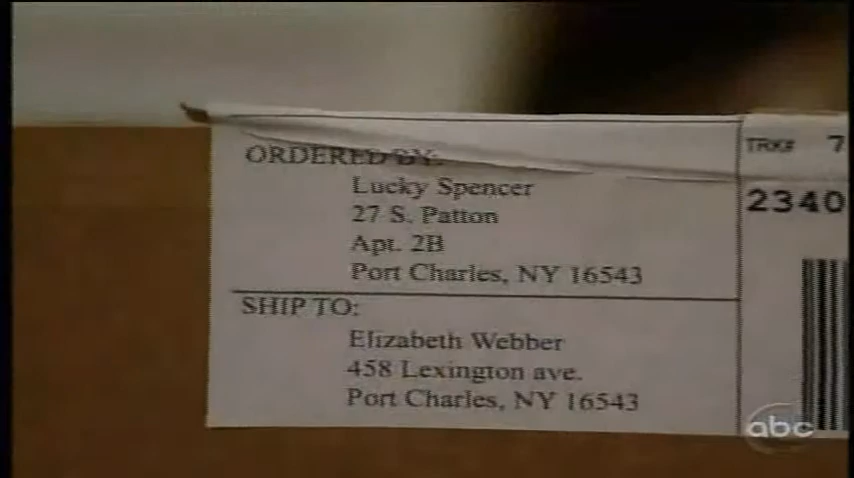 ORDERED BY:
Lucky Spencer
27 S. Patton
Apt. 2B
Port Charles, NY 16543
SHIP TO:
Elizabeth Webber
458 Lexington ave.
Port Charles, NY 16543
TRK# 7
2340
abc